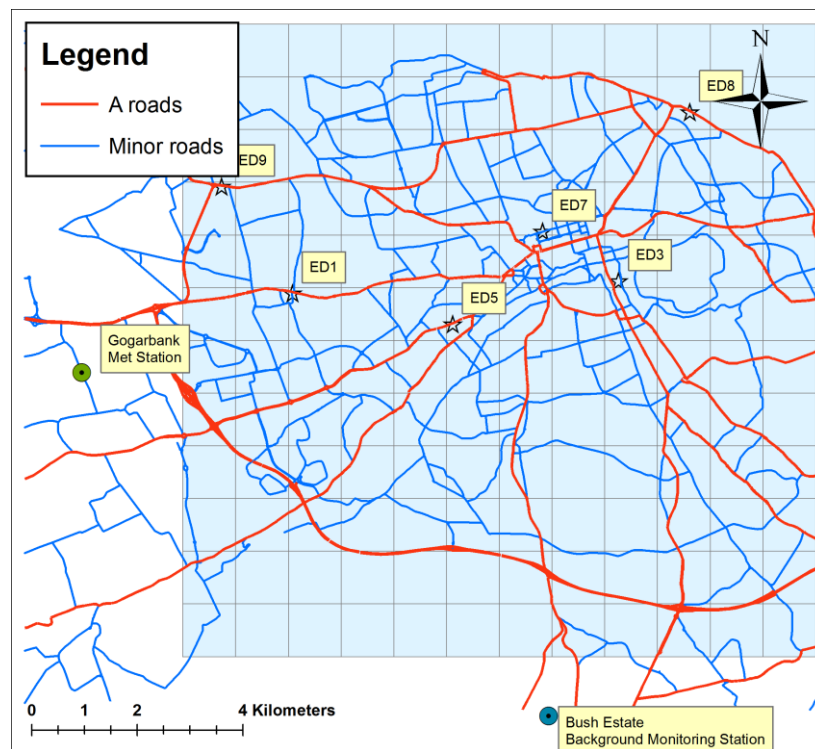 Legend
A roads
Minor roads
N
ED8
ED9
ED7
ED3
ED1
ED5
Gogarbank
Met Station
0 1 2 4 Kilometers
Bush Estate
Background Monitoring Station